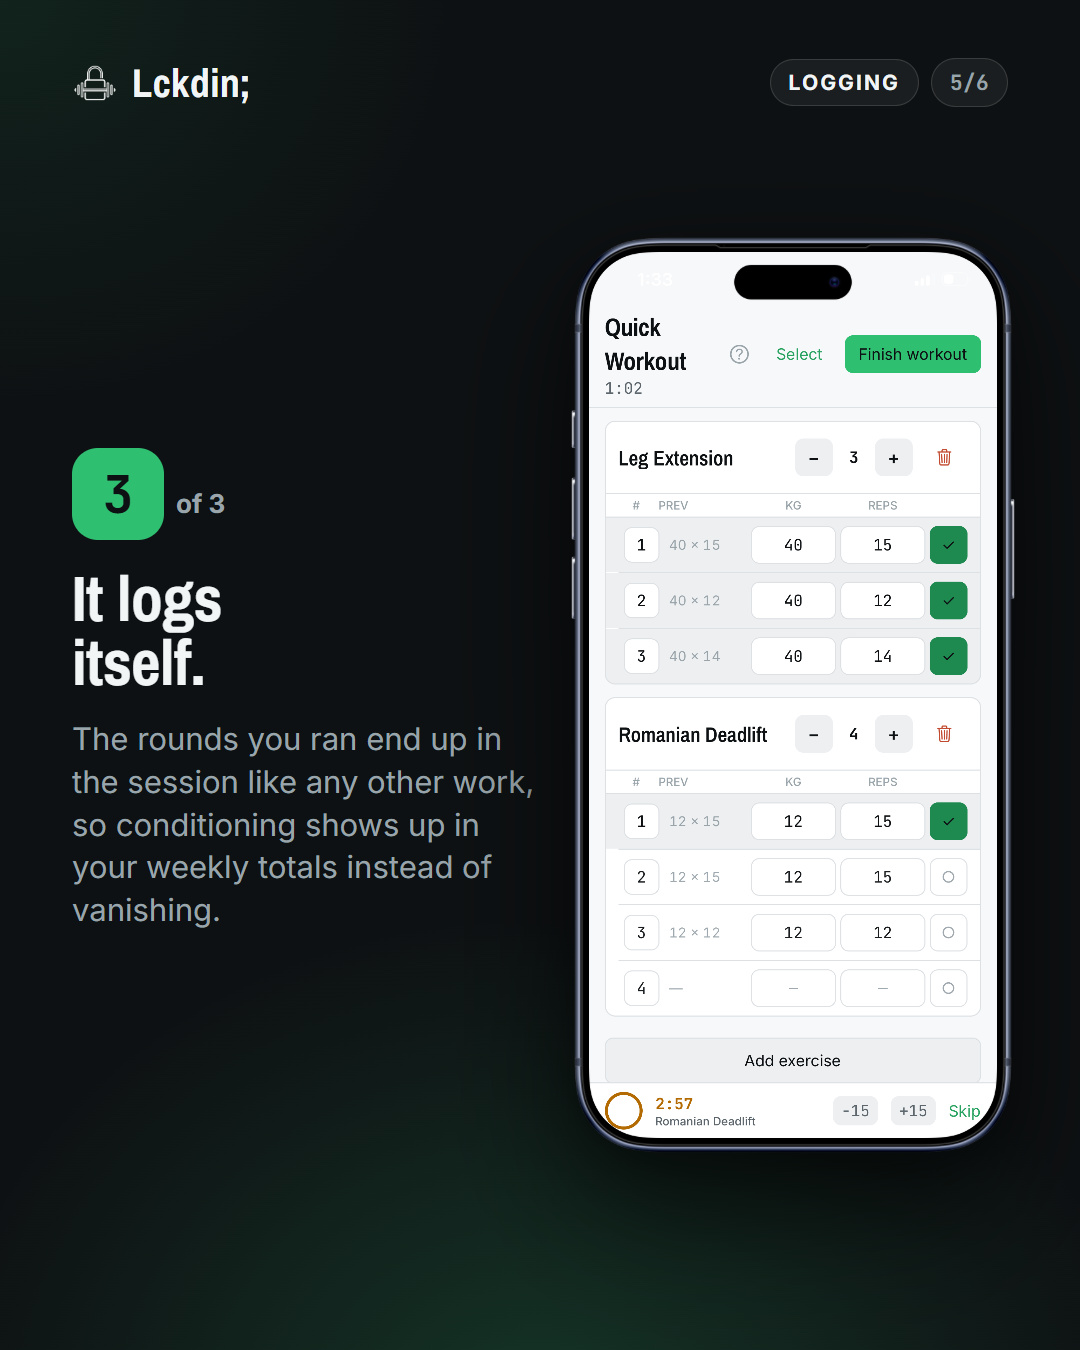 Lckdin;
LOGGING
5/6
3 of 3
It logs
itself.
The rounds you ran end up in
the session like any other work,
so conditioning shows up in
your weekly totals instead of
vanishing.
1:33
Quick
Workout
1:02
? Select Finish workout
Leg Extension − 3 +
# PREV KG REPS
1 40 × 15 40 15
2 40 × 12 40 12
3 40 × 14 40 14
Romanian Deadlift − 4 +
# PREV KG REPS
1 12 × 15 12 15
2 12 × 15 12 15
3 12 × 12 12 12
4 — – –
Add exercise
2:57
Romanian Deadlift
-15 +15 Skip